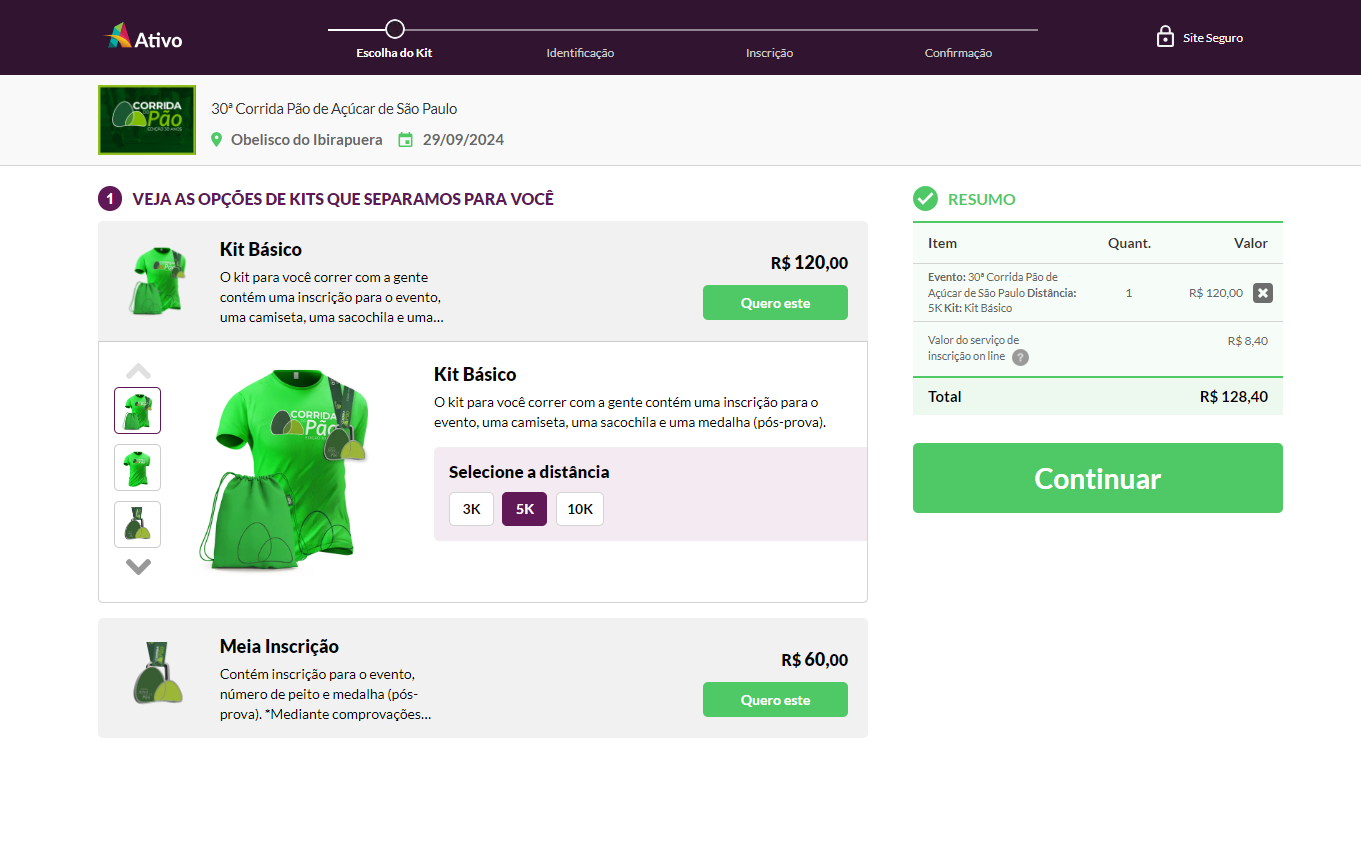 Ativo
Escolha do Kit
Identificação
Inscrição
Confirmação
Site Seguro
CORRIDA
Pão
EDIÇÃO 30 ANOS
30ª Corrida Pão de Açúcar de São Paulo
Obelisco do Ibirapuera
29/09/2024
1 VEJA AS OPÇÕES DE KITS QUE SEPARAMOS PARA VOCÊ
Kit Básico
O kit para você correr com a gente
contém uma inscrição para o evento,
uma camiseta, uma sacochila e uma...
R$ 120,00
Quero este
CORRIDA
Pão
Kit Básico
O kit para você correr com a gente contém uma inscrição para o
evento, uma camiseta, uma sacochila e uma medalha (pós-prova).
Selecione a distância
3K 5K 10K
Meia Inscrição
Contém inscrição para o evento,
número de peito e medalha (pós-
prova). *Mediante comprovações...
R$ 60,00
Quero este
RESUMO
Item Quant. Valor
Evento: 30ª Corrida Pão de
Açúcar de São Paulo Distância:
5K Kit: Kit Básico
1
R$ 120,00
Valor do serviço de
inscrição on line ?
R$ 8,40
Total R$ 128,40
Continuar